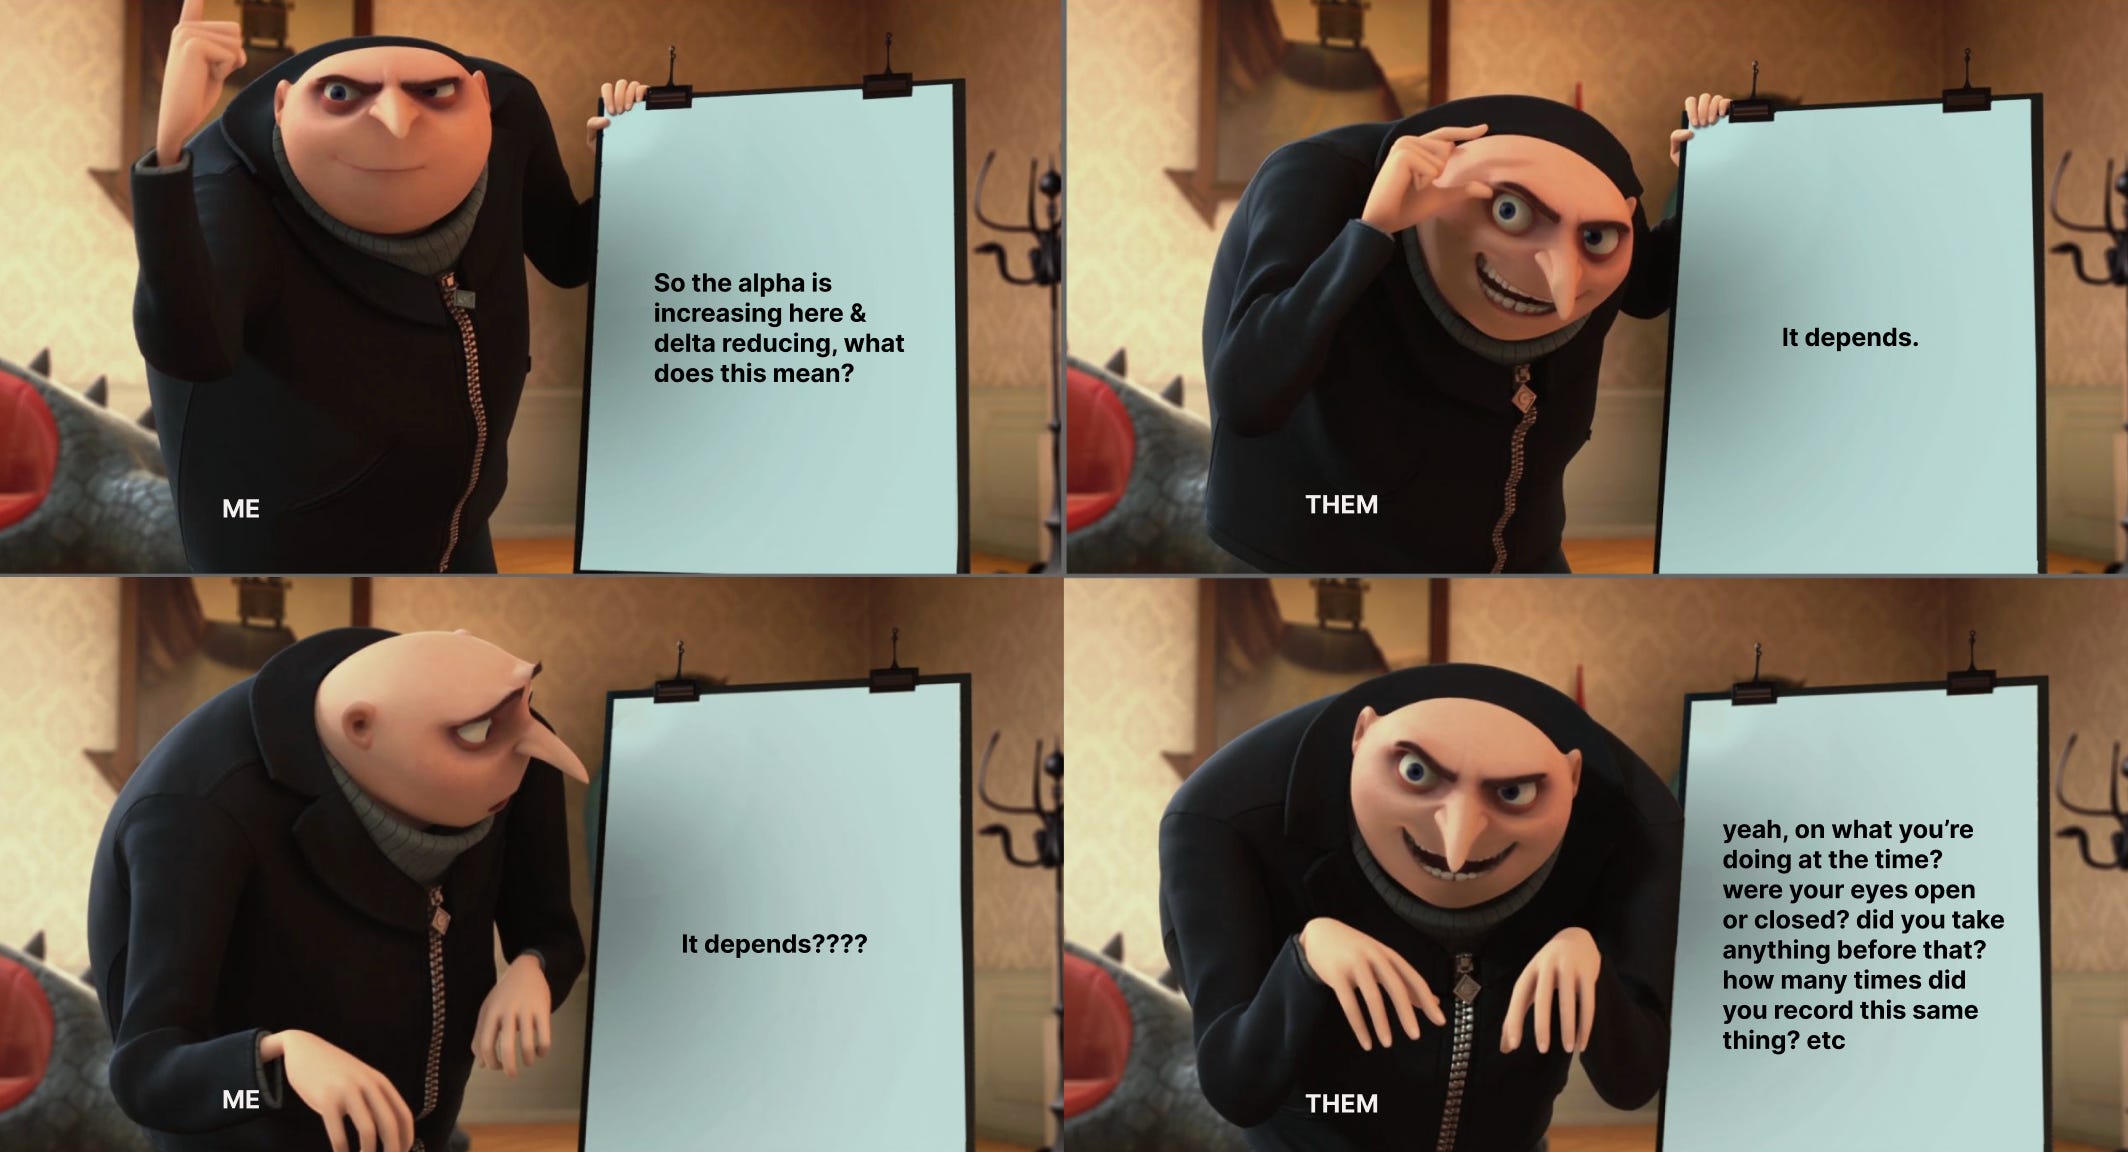 So the alpha is
increasing here &
delta reducing, what
does this mean?
ME
It depends.
THEM
It depends????
ME
yeah, on what you’re
doing at the time?
were your eyes open
or closed? did you take
anything before that?
how many times did
you record this same
thing? etc
THEM